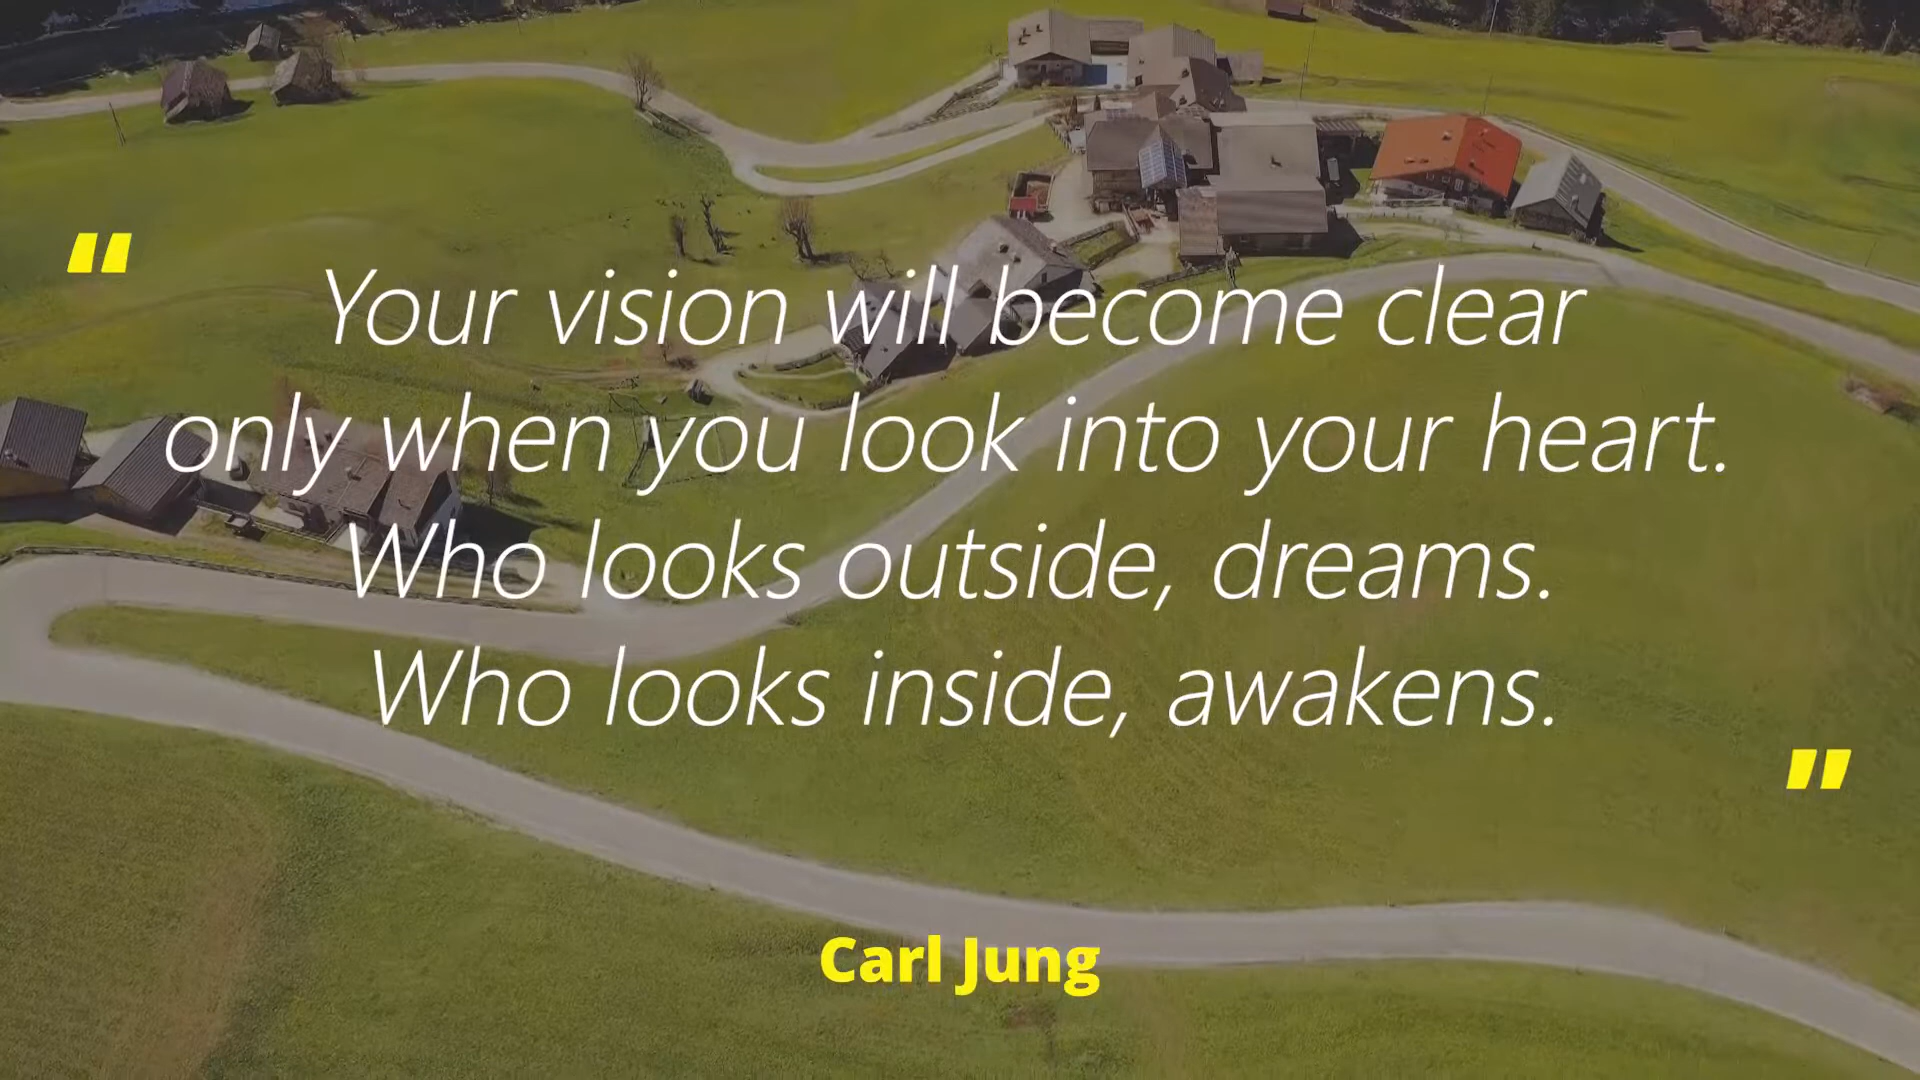 "
Your vision will become clear
only when you look into your heart.
Who looks outside, dreams.
Who looks inside, awakens.
"
Carl Jung